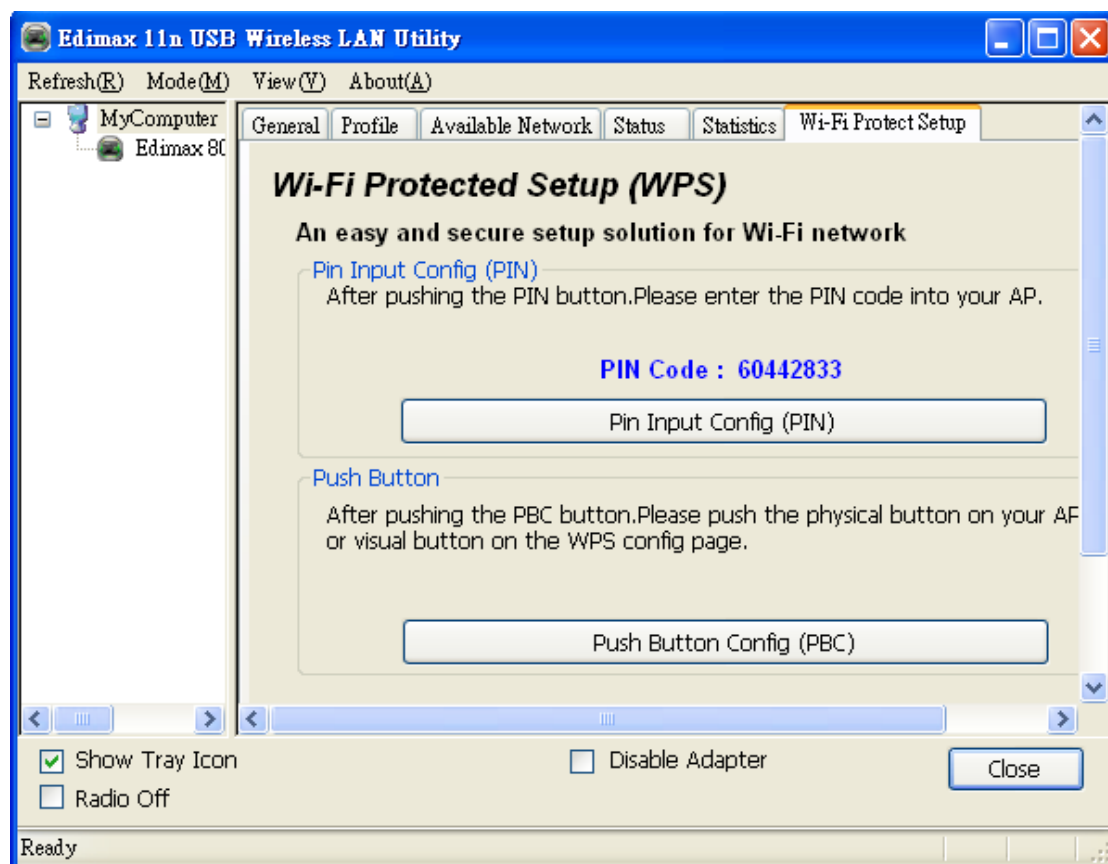 Edimax 11n USB Wireless LAN Utility
Refresh(R) Mode(M) View(V) About(A)
MyComputer
Edimax 80
General Profile Available Network Status Statistics Wi-Fi Protect Setup
Wi-Fi Protected Setup (WPS)
An easy and secure setup solution for Wi-Fi network
Pin Input Config (PIN)
After pushing the PIN button.Please enter the PIN code into your AP.
PIN Code : 60442833
Pin Input Config (PIN)
Push Button
After pushing the PBC button.Please push the physical button on your AP
or visual button on the WPS config page.
Push Button Config (PBC)
Show Tray Icon
Disable Adapter
Close
Radio Off
Ready